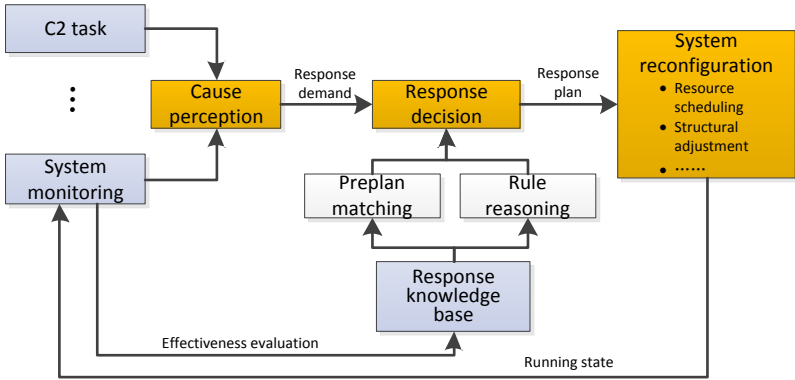 C2 task
Cause
perception
Response
demand
Response
decision
Response
plan
System
reconfiguration
• Resource
scheduling
• Structural
adjustment
• ……
⋮
System
monitoring
Preplan
matching
Rule
reasoning
Response
knowledge
base
Effectiveness evaluation
Running state